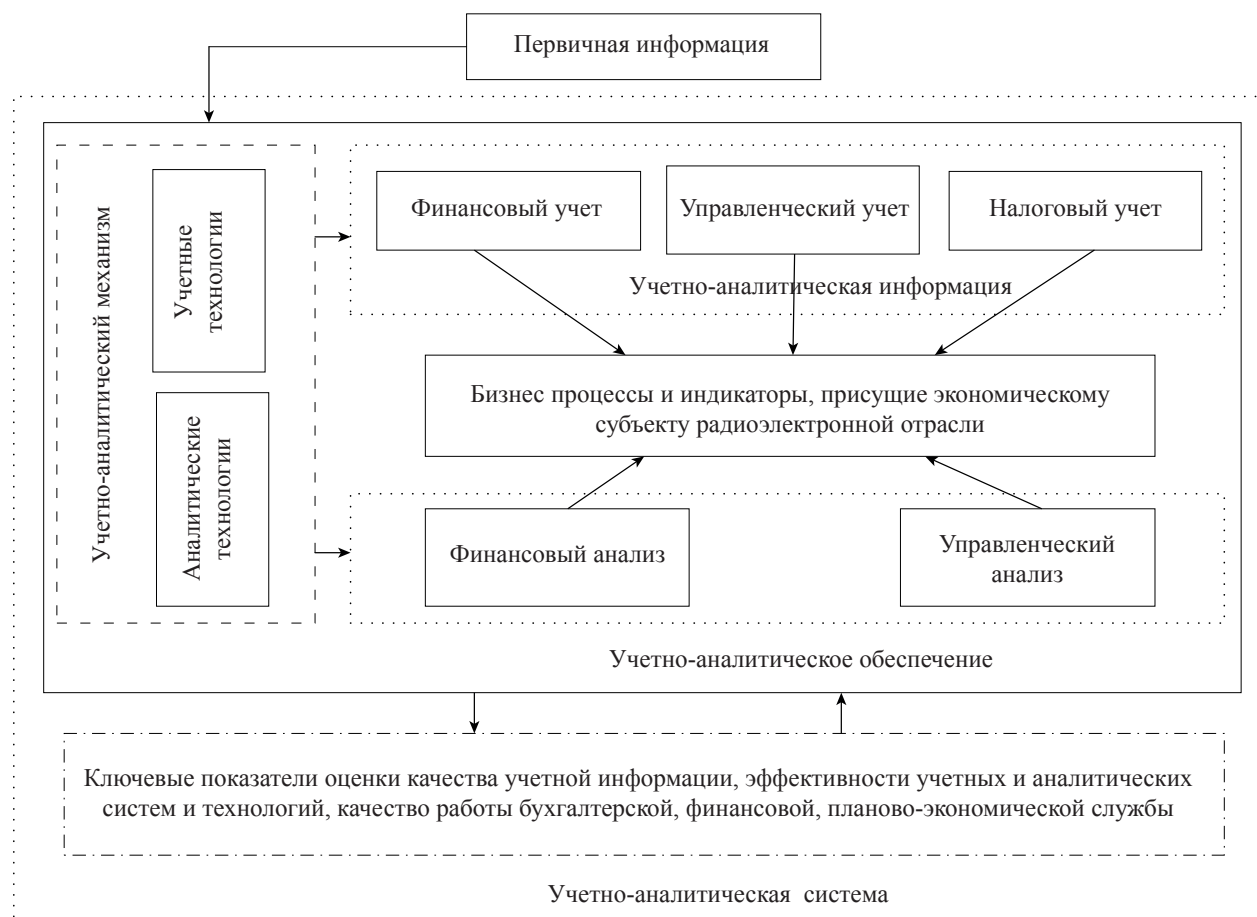 Первичная информация
Учетно-аналитический механизм
Учетные
технологии
Аналитические
технологии
Финансовый учет
Управленческий учет
Налоговый учет
Учетно-аналитическая информация
Бизнес процессы и индикаторы, присущие экономическому
субъекту радиоэлектронной отрасли
Финансовый анализ
Управленческий
анализ
Учетно-аналитическое обеспечение
Ключевые показатели оценки качества учетной информации, эффективности учетных и аналитических
систем и технологий, качество работы бухгалтерской, финансовой, планово-экономической службы
Учетно-аналитическая система